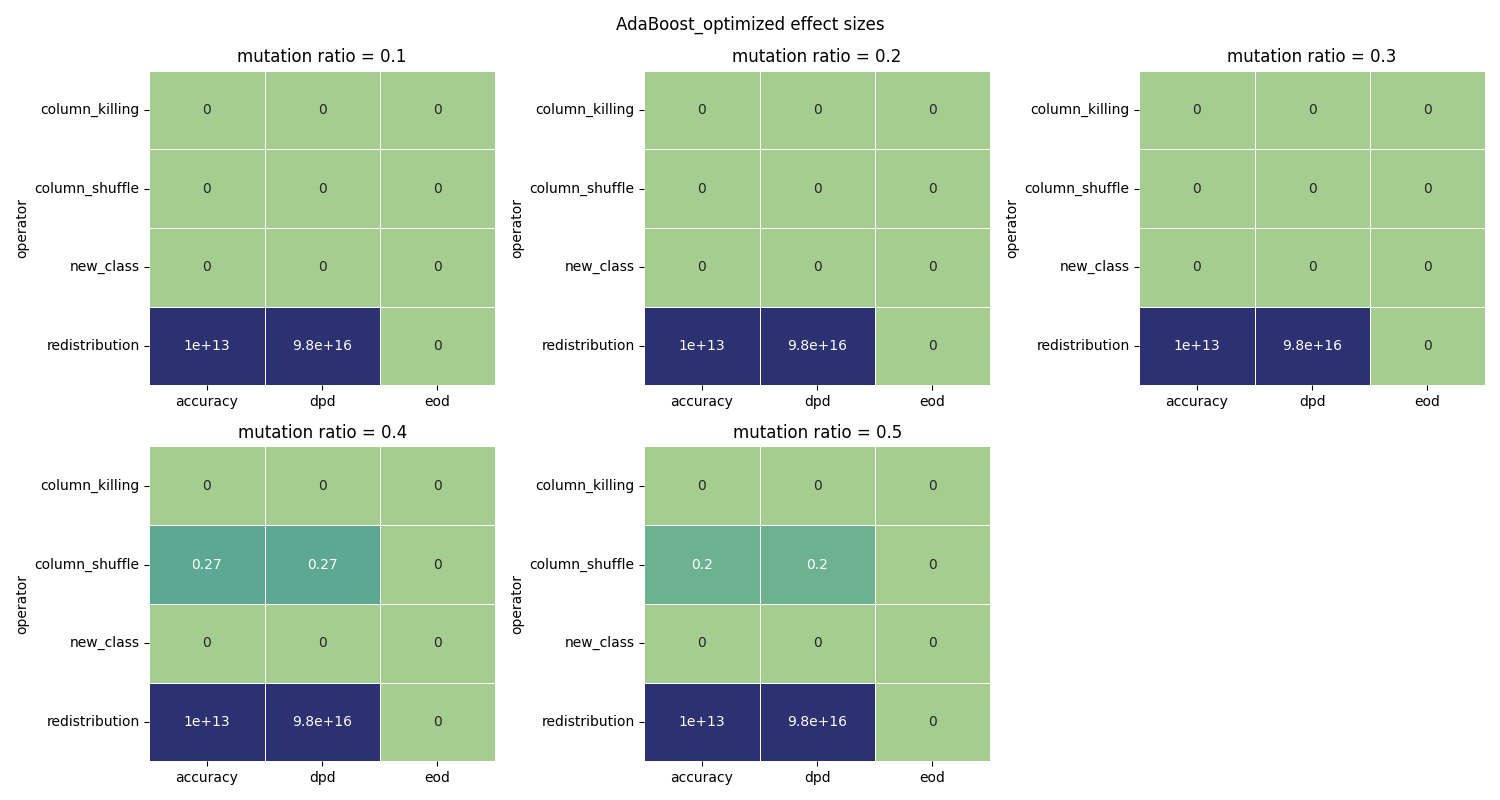 AdaBoost_optimized effect sizes
mutation ratio = 0.1
operator
column_killing 0 0 0
column_shuffle 0 0 0
new_class 0 0 0
redistribution 1e+13 9.8e+16 0
accuracy dpd eod
mutation ratio = 0.2
operator
column_killing 0 0 0
column_shuffle 0 0 0
new_class 0 0 0
redistribution 1e+13 9.8e+16 0
accuracy dpd eod
mutation ratio = 0.3
operator
column_killing 0 0 0
column_shuffle 0 0 0
new_class 0 0 0
redistribution 1e+13 9.8e+16 0
accuracy dpd eod
mutation ratio = 0.4
operator
column_killing 0 0 0
column_shuffle 0.27 0.27 0
new_class 0 0 0
redistribution 1e+13 9.8e+16 0
accuracy dpd eod
mutation ratio = 0.5
operator
column_killing 0 0 0
column_shuffle 0.2 0.2 0
new_class 0 0 0
redistribution 1e+13 9.8e+16 0
accuracy dpd eod